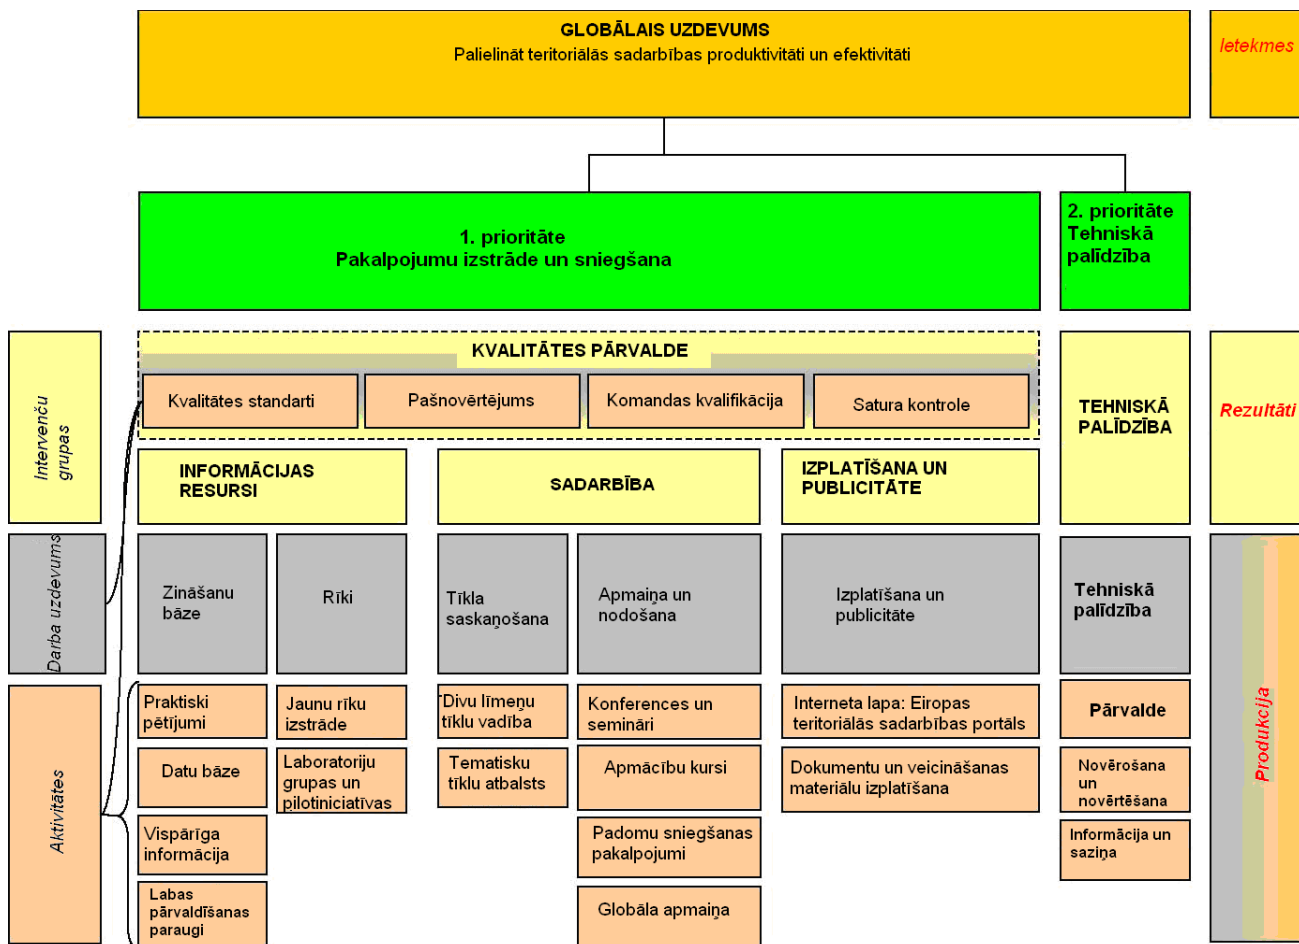 GLOBĀLAIS UZDEVUMS
Palielināt teritoriālās sadarbības produktivitāti un efektivitāti
Ietekmes
1. prioritāte
Pakalpojumu izstrāde un sniegšana
2. prioritāte
Tehniskā
palīdzība
Intervenču
grupas
KVALITĀTES PĀRVALDE
Kvalitātes standarti
Pašnovērtējums
Komandas kvalifikācija
Satura kontrole
TEHNISKĀ
PALĪDZĪBA
Rezultāti
INFORMĀCIJAS
RESURSI
SADARBĪBA
IZPLATĪŠANA UN
PUBLICITĀTE
Darba uzdevums
Zināšanu
bāze
Rīki
Tīkla
saskaņošana
Apmaiņa un
nodošana
Izplatīšana un
publicitāte
Tehniskā
palīdzība
Produkcija
Aktivitātes
Praktiski
pētījumi
Datu bāze
Vispārīga
informācija
Labas
pārvaldīšanas
paraugi
Jaunu rīku
izstrāde
Laboratoriju
grupas un
pilotiniciatīvas
Divu līmeņu
tīklu vadība
Tematisku
tīklu atbalsts
Konferences un
semināri
Apmācību kursi
Padomu sniegšanas
pakalpojumi
Globāla apmaiņa
Interneta lapa: Eiropas
teritoriālās sadarbības portāls
Dokumentu un veicināšanas
materiālu izplatīšana
Pārvalde
Novērošana
un
novērtēšana
Informācija un
saziņa